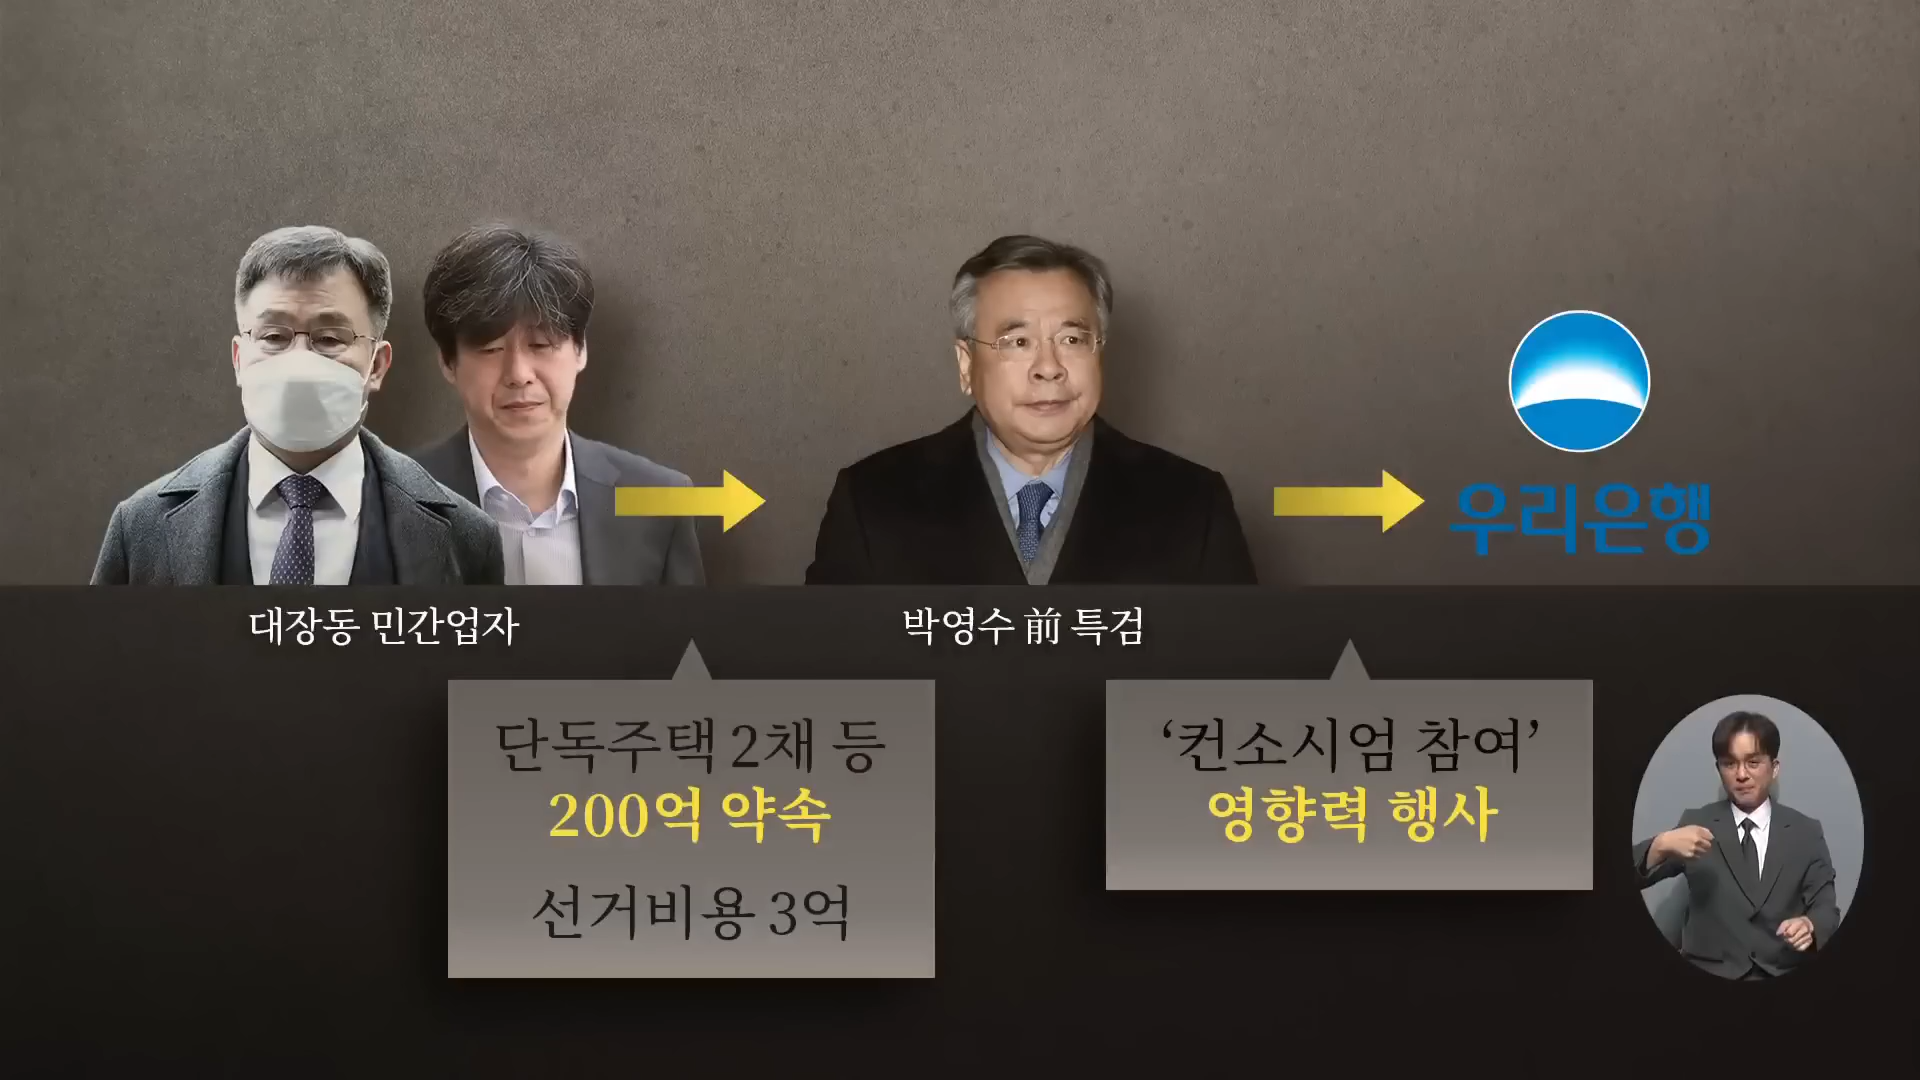 우리은행
대장동 민간업자
박영수 前 특검
단독주택 2채 등
200억 약속
선거비용 3억
‘컨소시엄 참여’
영향력 행사